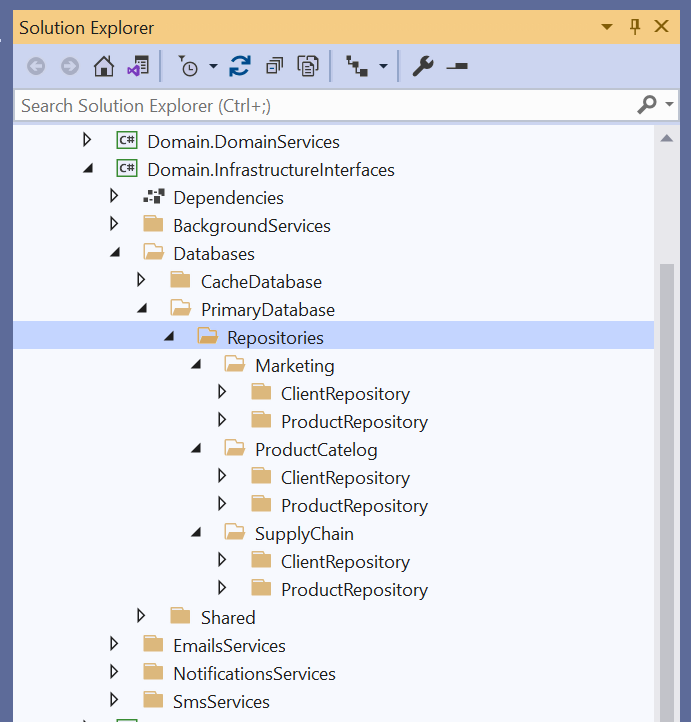 Solution Explorer
Search Solution Explorer (Ctrl+;)
C# Domain.DomainServices
C# Domain.InfrastructureInterfaces
Dependencies
BackgroundServices
Databases
CacheDatabase
PrimaryDatabase
Repositories
Marketing
ClientRepository
ProductRepository
ProductCatelog
ClientRepository
ProductRepository
SupplyChain
ClientRepository
ProductRepository
Shared
EmailsServices
NotificationsServices
SmsServices